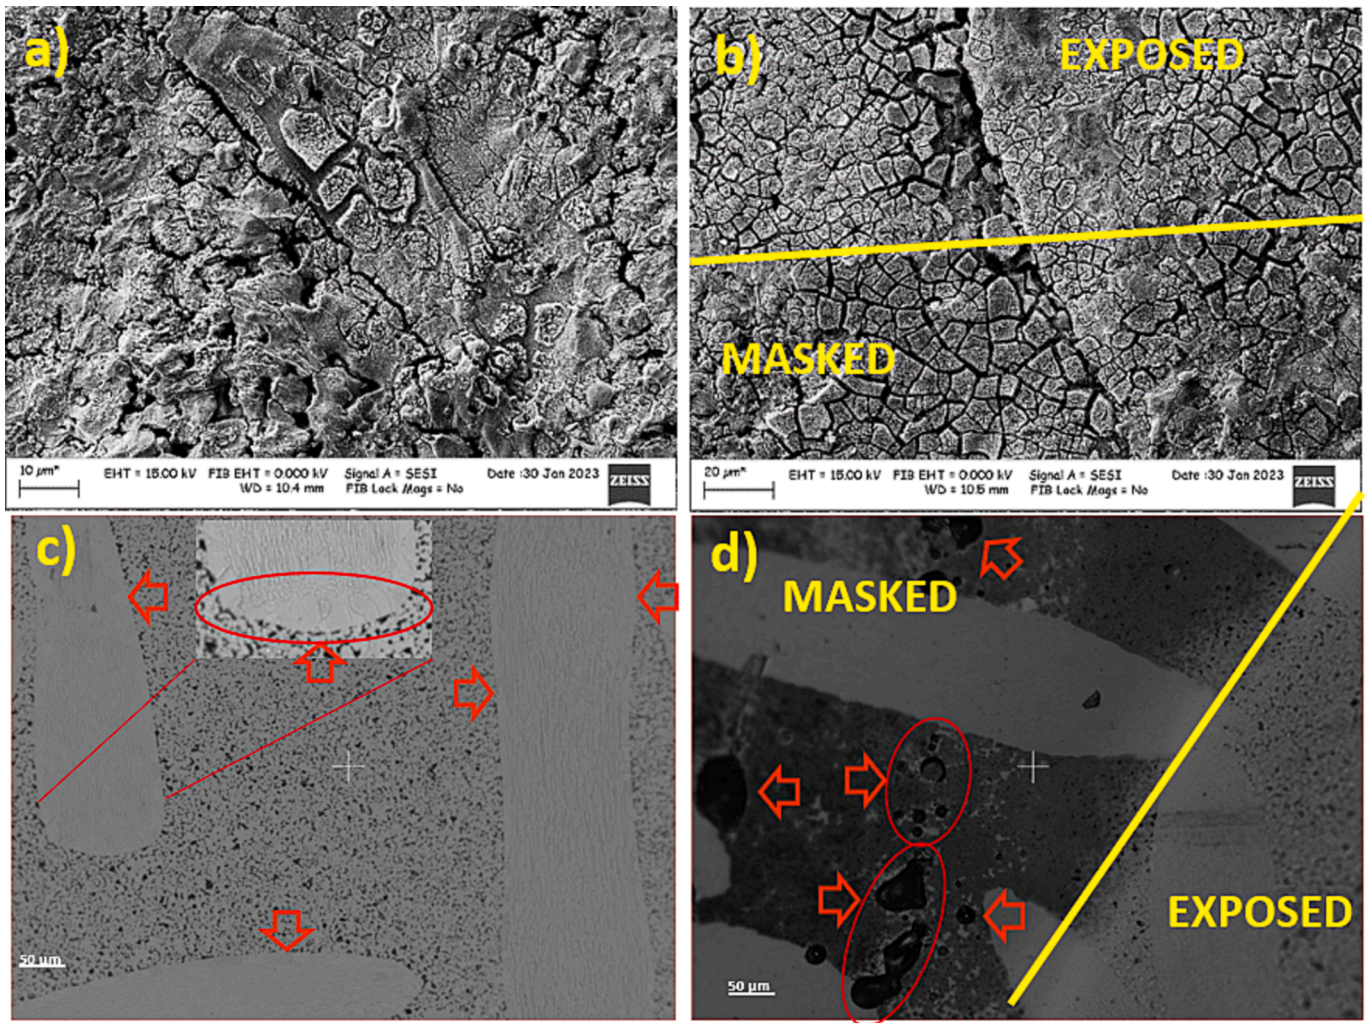 a)
10 µm*
EHT = 15.00 kV
FIB EHT = 0.000 kV
Signal A = SESI
Date :30 Jan 2023
WD = 10.4 mm
FIB Lock Mags = No
ZEISS
b)
EXPOSED
MASKED
20 µm*
EHT = 15.00 kV
FIB EHT = 0.000 kV
Signal A = SESI
Date :30 Jan 2023
WD = 10.5 mm
FIB Lock Mags = No
ZEISS
c)
50 µm
d)
MASKED
EXPOSED
50 µm